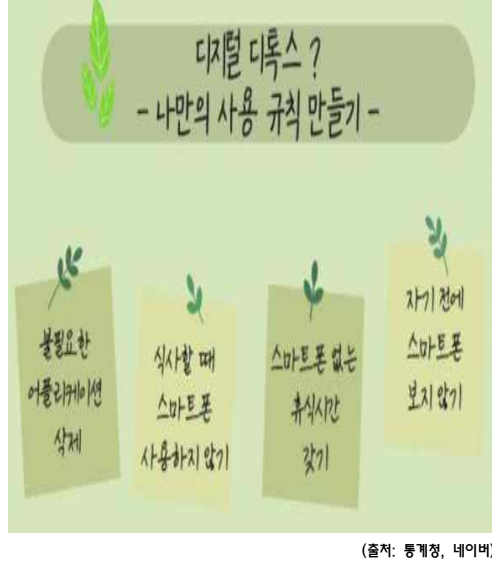 디지털 디톡스 ?
- 나만의 사용 규칙 만들기 -
불필요한
어플리케이션
삭제
식사할 때
스마트폰
사용하지 않기
스마트폰 없는
휴식시간
갖기
자기 전에
스마트폰
보지 않기
(출처: 통계청, 네이버)